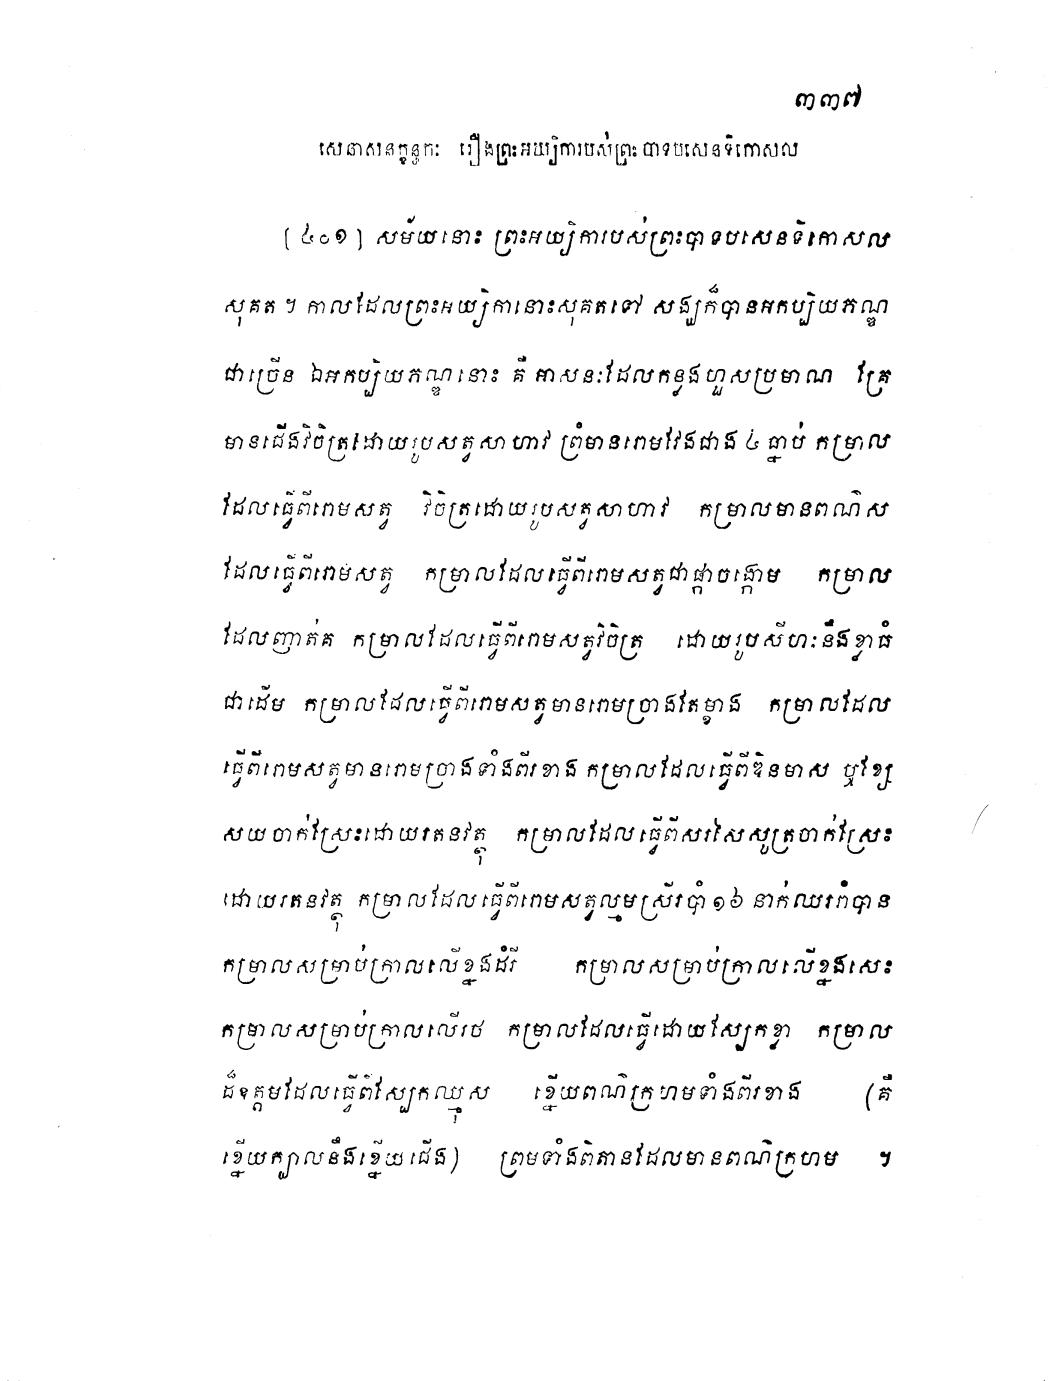 ៣៣៧
សេនាសនក្ខន្ធកៈ រឿងព្រះអយ្យិការបស់ព្រះបាទបសេនទិកោសល
[៤០១] សម័យនោះ ព្រះអយ្យិការបស់ព្រះបាទបសេនទិកោសល
សុគត ។ កាលដែលព្រះអយ្យិកានោះសុគតទៅ សង្ឃក៏បានអកប្បិយភណ្ឌ
ជាច្រើន ឯអកប្បិយភណ្ឌនោះ គឺ អាសនៈដែលកន្លងហួសប្រមាណ គ្រែ
មានជើងវិចិត្រដោយរូបសត្វសាហាវ ព្រំមានរោមវែងជាង ៤ ធ្នាប់ កម្រាល
ដែលធ្វើពីរោមសត្វ វិចិត្រដោយរូបសត្វសាហាវ កម្រាលមានពណ៌ស
ដែលធ្វើពីរោមសត្វ កម្រាលដែលធ្វើពីរោមសត្វជាផ្កាចង្កោម កម្រាល
ដែលញាត់គ កម្រាលដែលធ្វើពីរោមសត្វវិចិត្រ ដោយរូបសីហៈនឹងខ្លាធំ
ជាដើម កម្រាលដែលធ្វើពីរោមសត្វមានរោមច្រាងតែម្ខាង កម្រាលដែល
ធ្វើពីរោមសត្វមានរោមច្រាងទាំងពីរខាង កម្រាលដែលធ្វើពីឌិនមាស ឬខ្សែ
សយចាក់ស្រែះដោយរតនវត្ថុ កម្រាលដែលធ្វើពីសរសៃសូត្រចាក់ស្រែះ
ដោយរតនវត្ថុ កម្រាលដែលធ្វើពីរោមសត្វល្មមស្រីរបាំ ១៦ នាក់ឈររាំបាន
កម្រាលសម្រាប់ក្រាលលើខ្នងដំរី កម្រាលសម្រាប់ក្រាលលើខ្នងសេះ
កម្រាលសម្រាប់ក្រាលលើរថ កម្រាលដែលធ្វើដោយស្បែកខ្លា កម្រាល
ដ៏ឧត្តមដែលធ្វើពីស្បែកឈ្មុស ខ្នើយពណ៌ក្រហមទាំងពីរខាង (គឺ
ខ្នើយក្បាលនឹងខ្នើយជើង) ព្រមទាំងពិតានដែលមានពណ៌ក្រហម ។